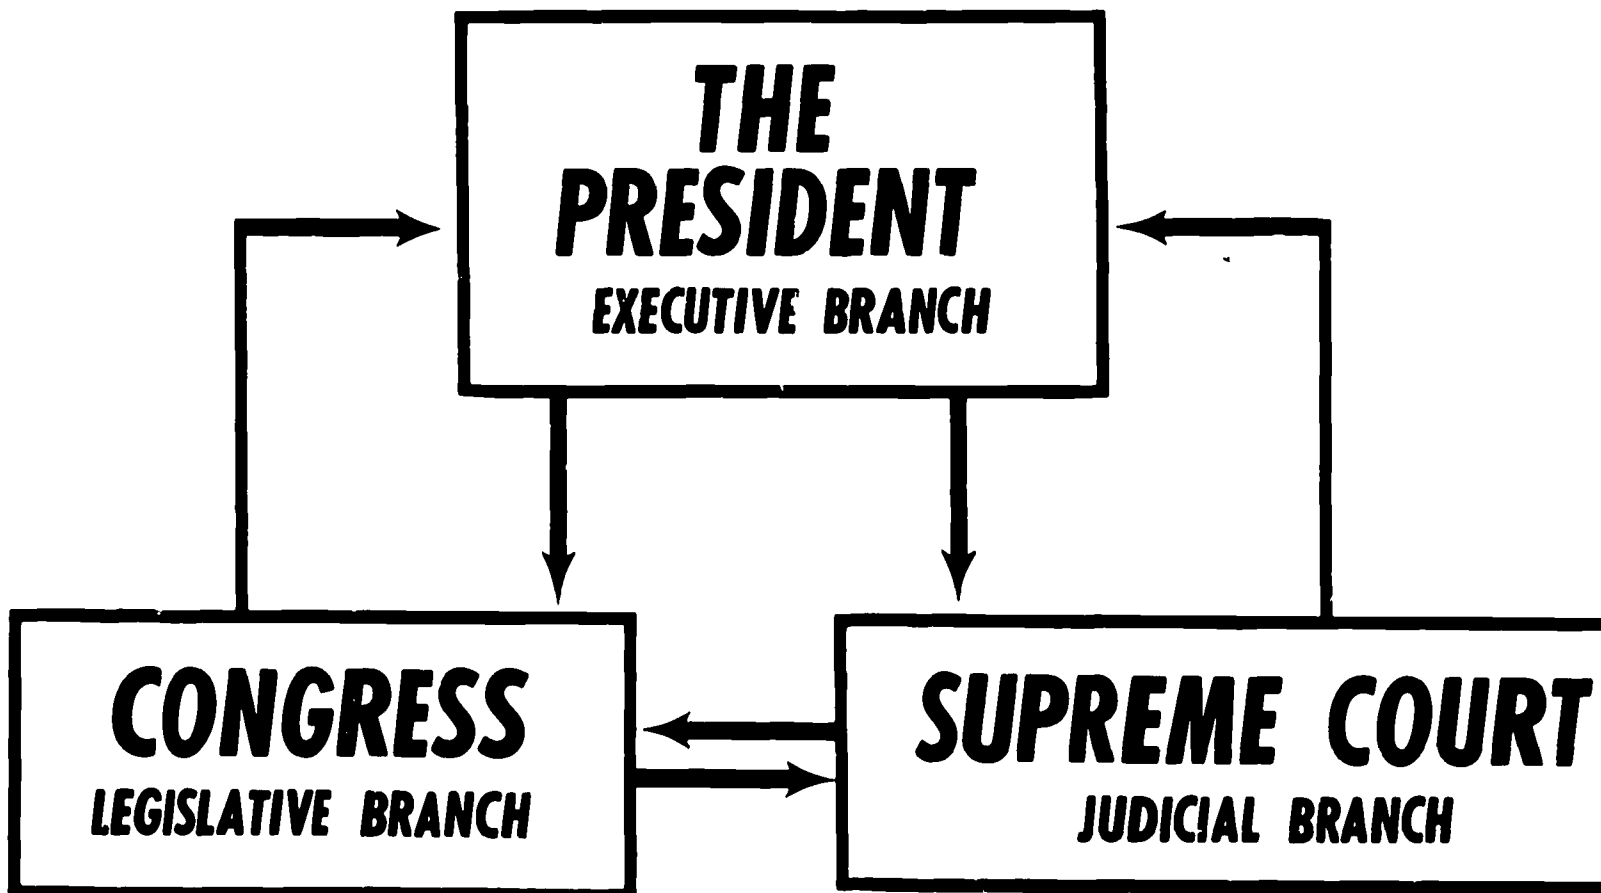 THE
PRESIDENT
EXECUTIVE BRANCH
CONGRESS
LEGISLATIVE BRANCH
SUPREME COURT
JUDICIAL BRANCH